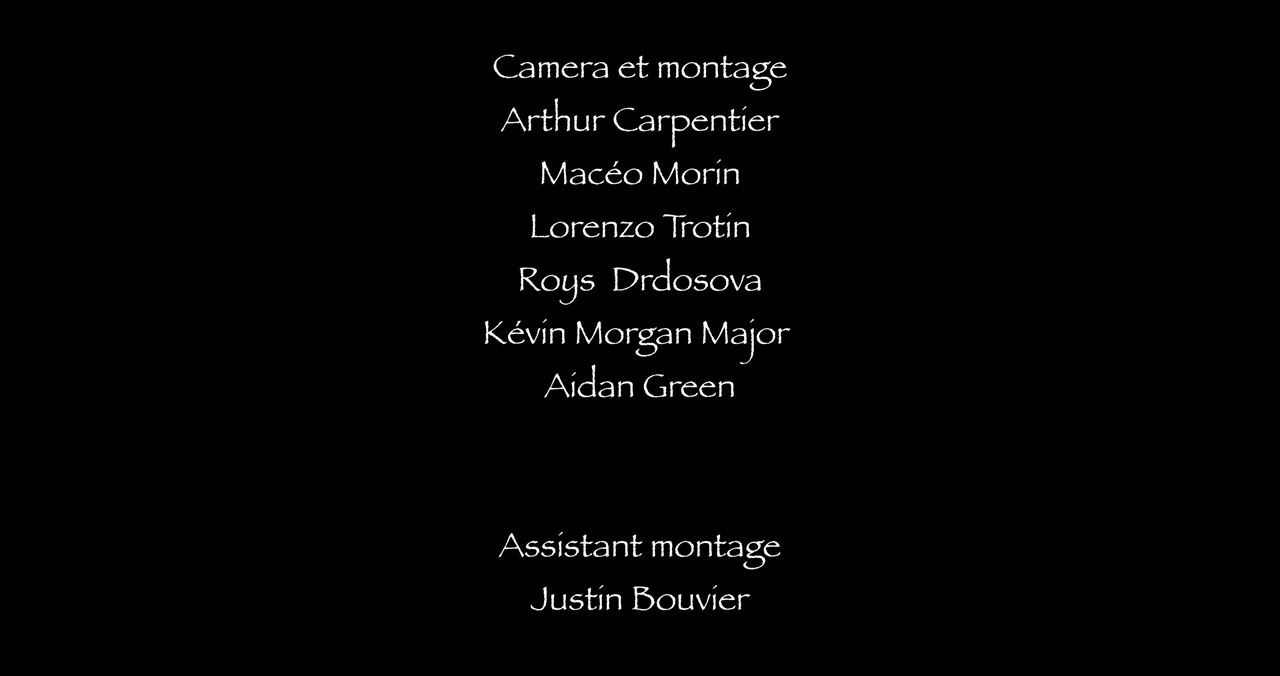 Camera et montage
Arthur Carpentier
Macéo Morin
Lorenzo Trotin
Roys  Drdosova
Kévin Morgan Major
Aidan Green
Assistant montage
Justin Bouvier